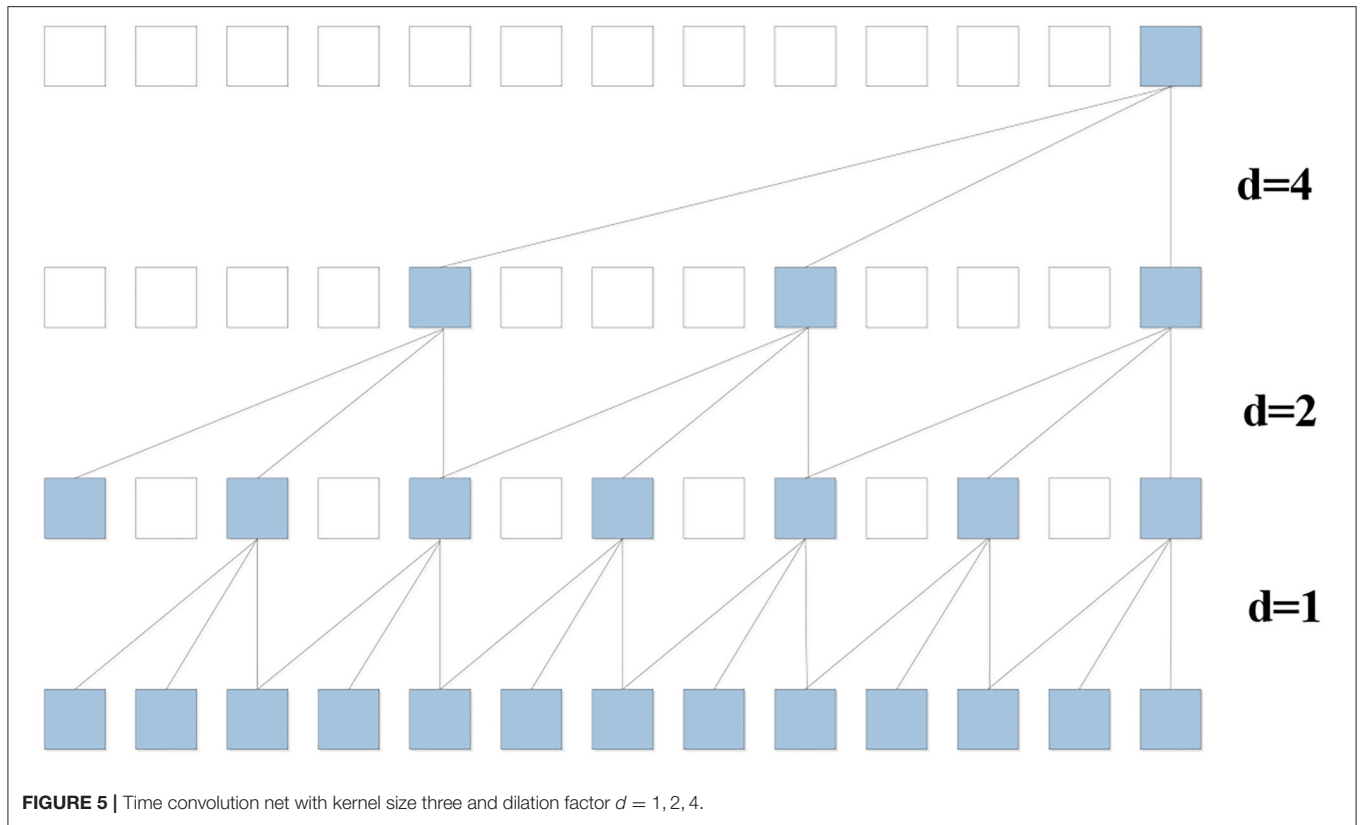 d=4
d=2
d=1
FIGURE 5 | Time convolution net with kernel size three and dilation factor d = 1, 2, 4.